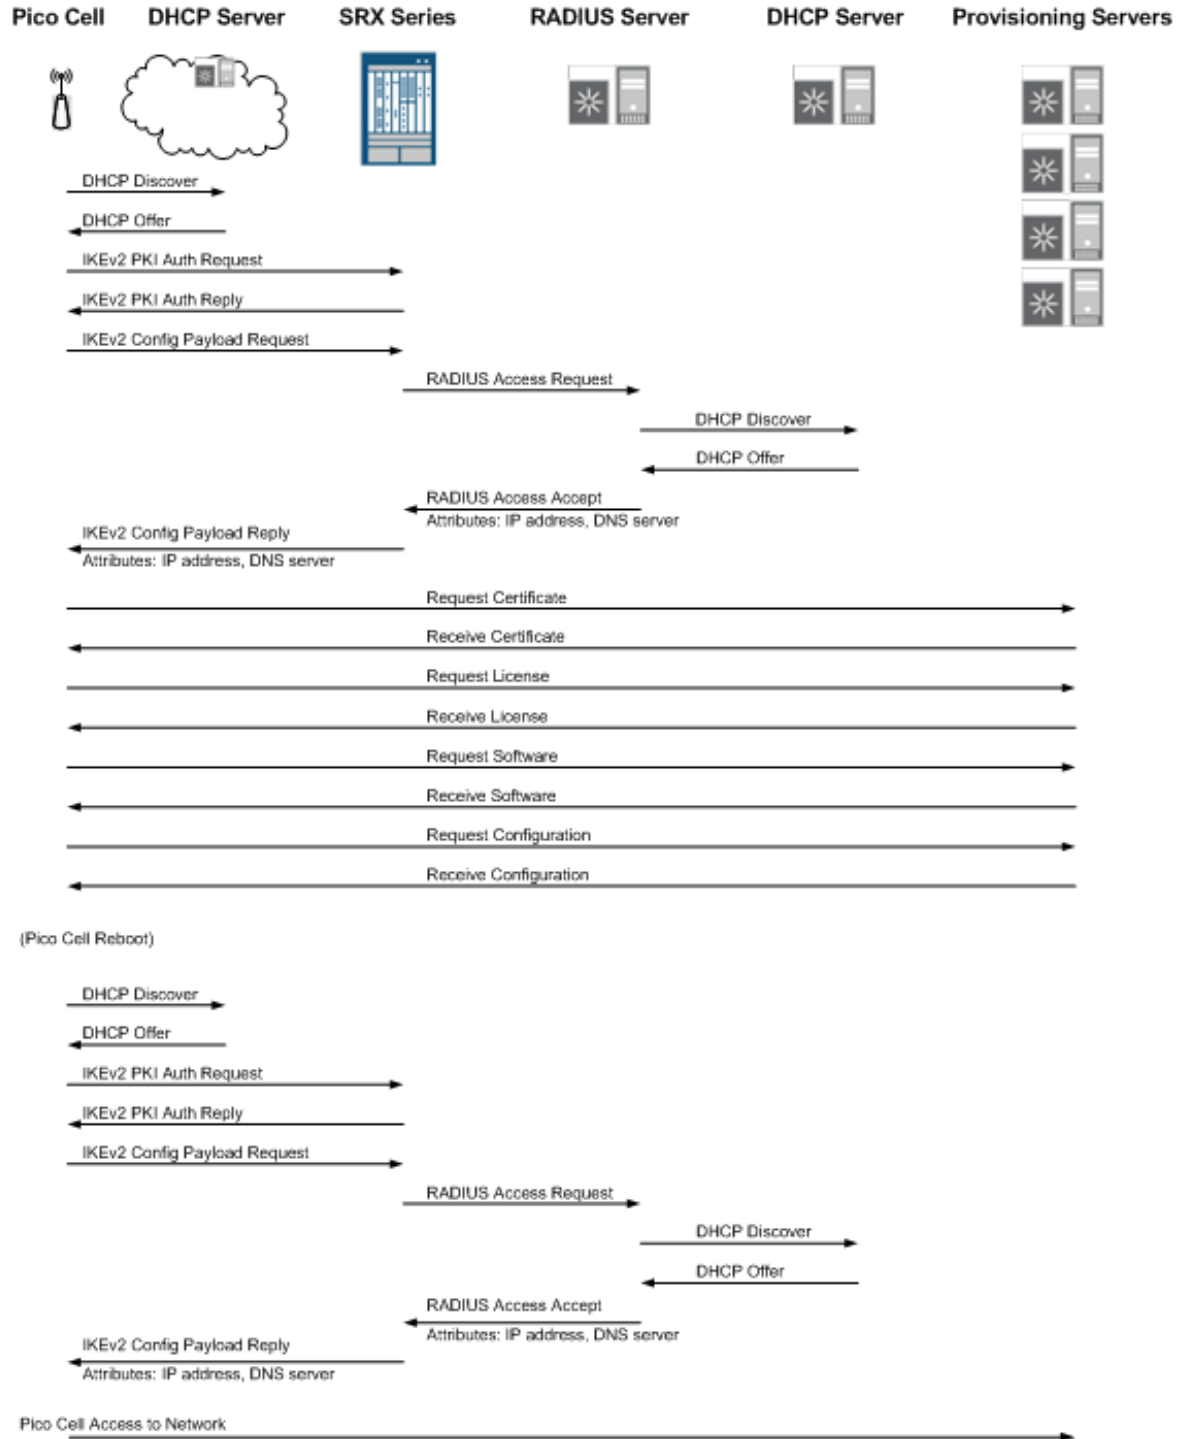 Pico Cell DHCP Server SRX Series RADIUS Server DHCP Server Provisioning Servers
DHCP Discover
DHCP Offer
IKEv2 PKI Auth Request
IKEv2 PKI Auth Reply
IKEv2 Config Payload Request
RADIUS Access Request
DHCP Discover
DHCP Offer
RADIUS Access Accept
Attributes: IP address, DNS server
IKEv2 Config Payload Reply
Attributes: IP address, DNS server
Request Certificate
Receive Certificate
Request License
Receive License
Request Software
Receive Software
Request Configuration
Receive Configuration
(Pico Cell Reboot)
DHCP Discover
DHCP Offer
IKEv2 PKI Auth Request
IKEv2 PKI Auth Reply
IKEv2 Config Payload Request
RADIUS Access Request
DHCP Discover
DHCP Offer
RADIUS Access Accept
Attributes: IP address, DNS server
IKEv2 Config Payload Reply
Attributes: IP address, DNS server
Pico Cell Access to Network